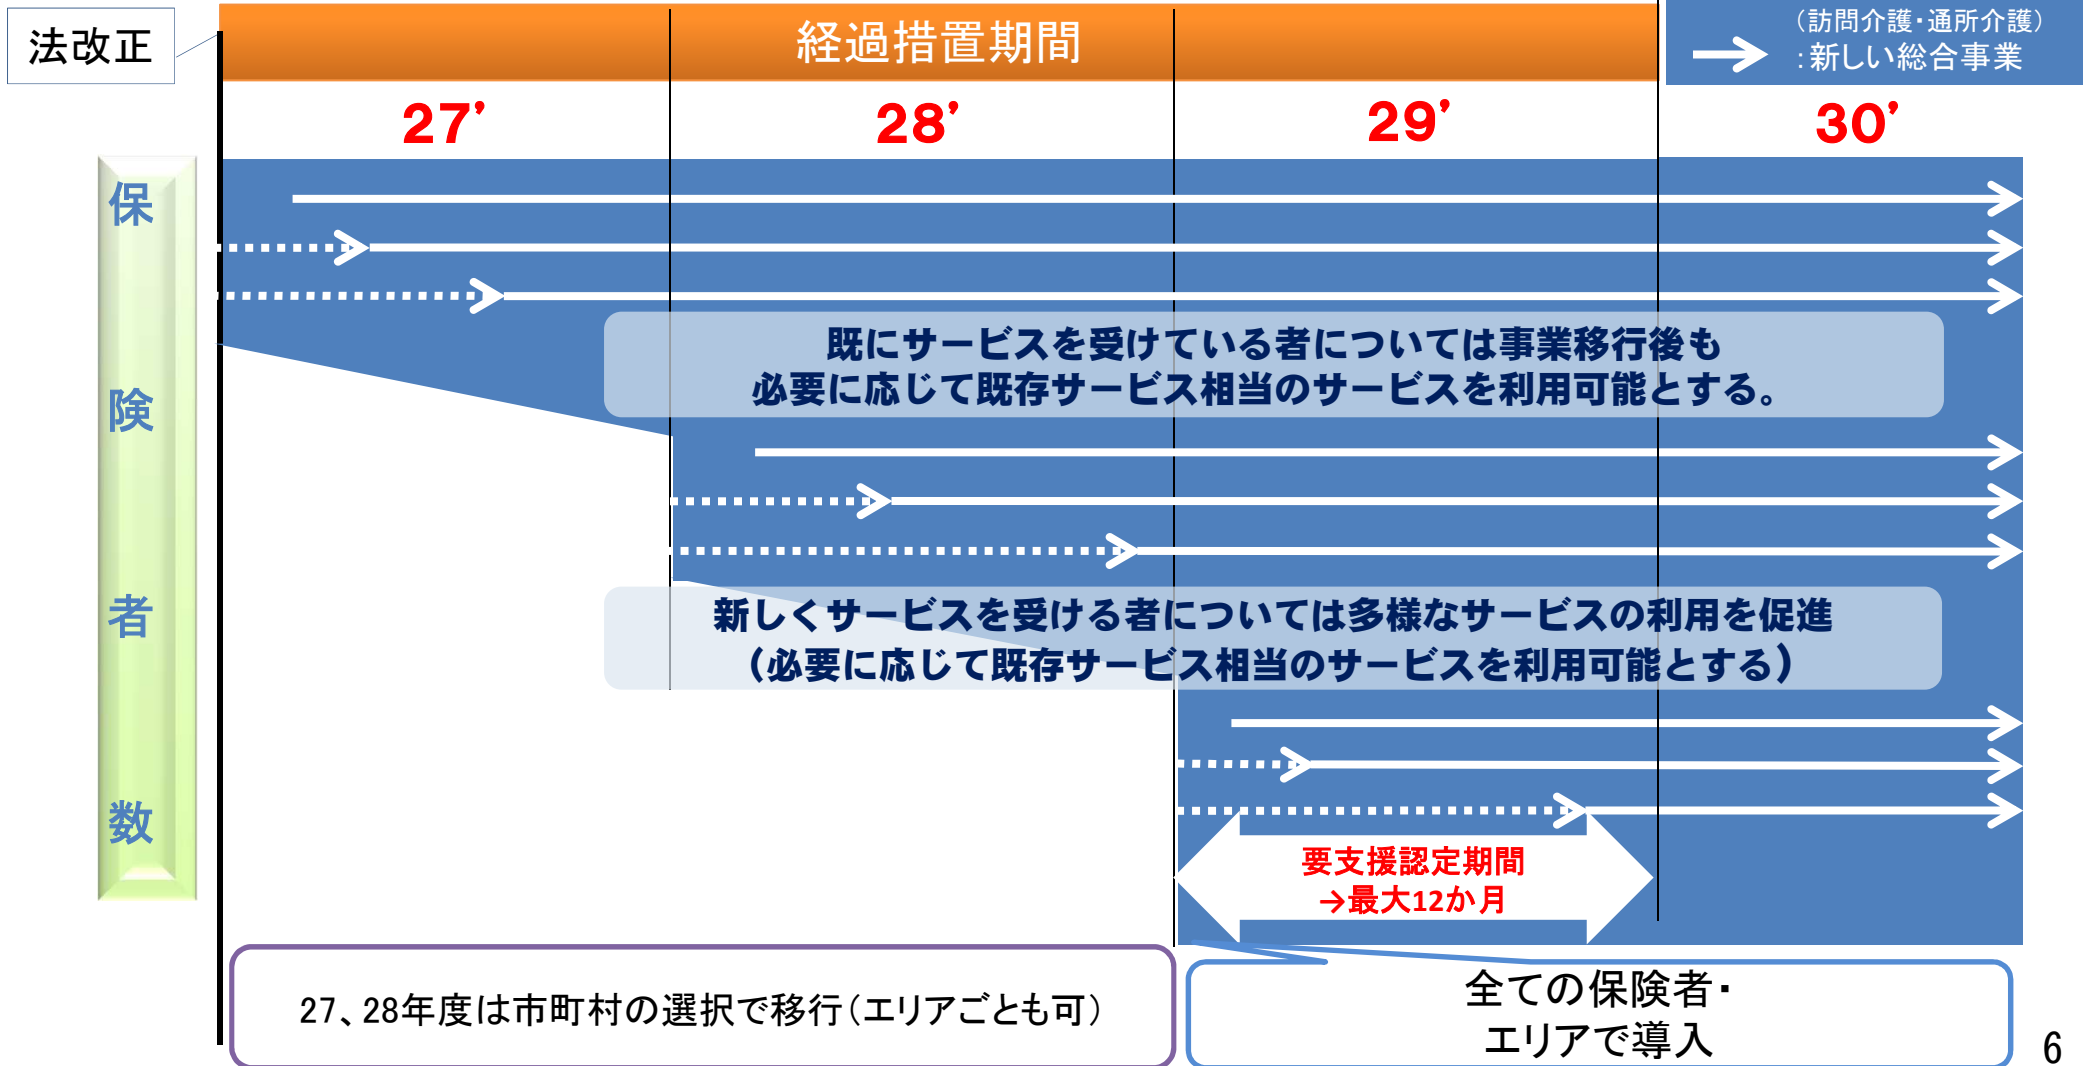 法改正
経過措置期間
（訪問介護・通所介護）
：新しい総合事業
27’
28’
29’
30’
保
険
者
数
既にサービスを受けている者については事業移行後も
必要に応じて既存サービス相当のサービスを利用可能とする。
新しくサービスを受ける者については多様なサービスの利用を促進
（必要に応じて既存サービス相当のサービスを利用可能とする）
要支援認定期間
→最大12か月
27、28年度は市町村の選択で移行（エリアごとも可）
全ての保険者・
エリアで導入
6